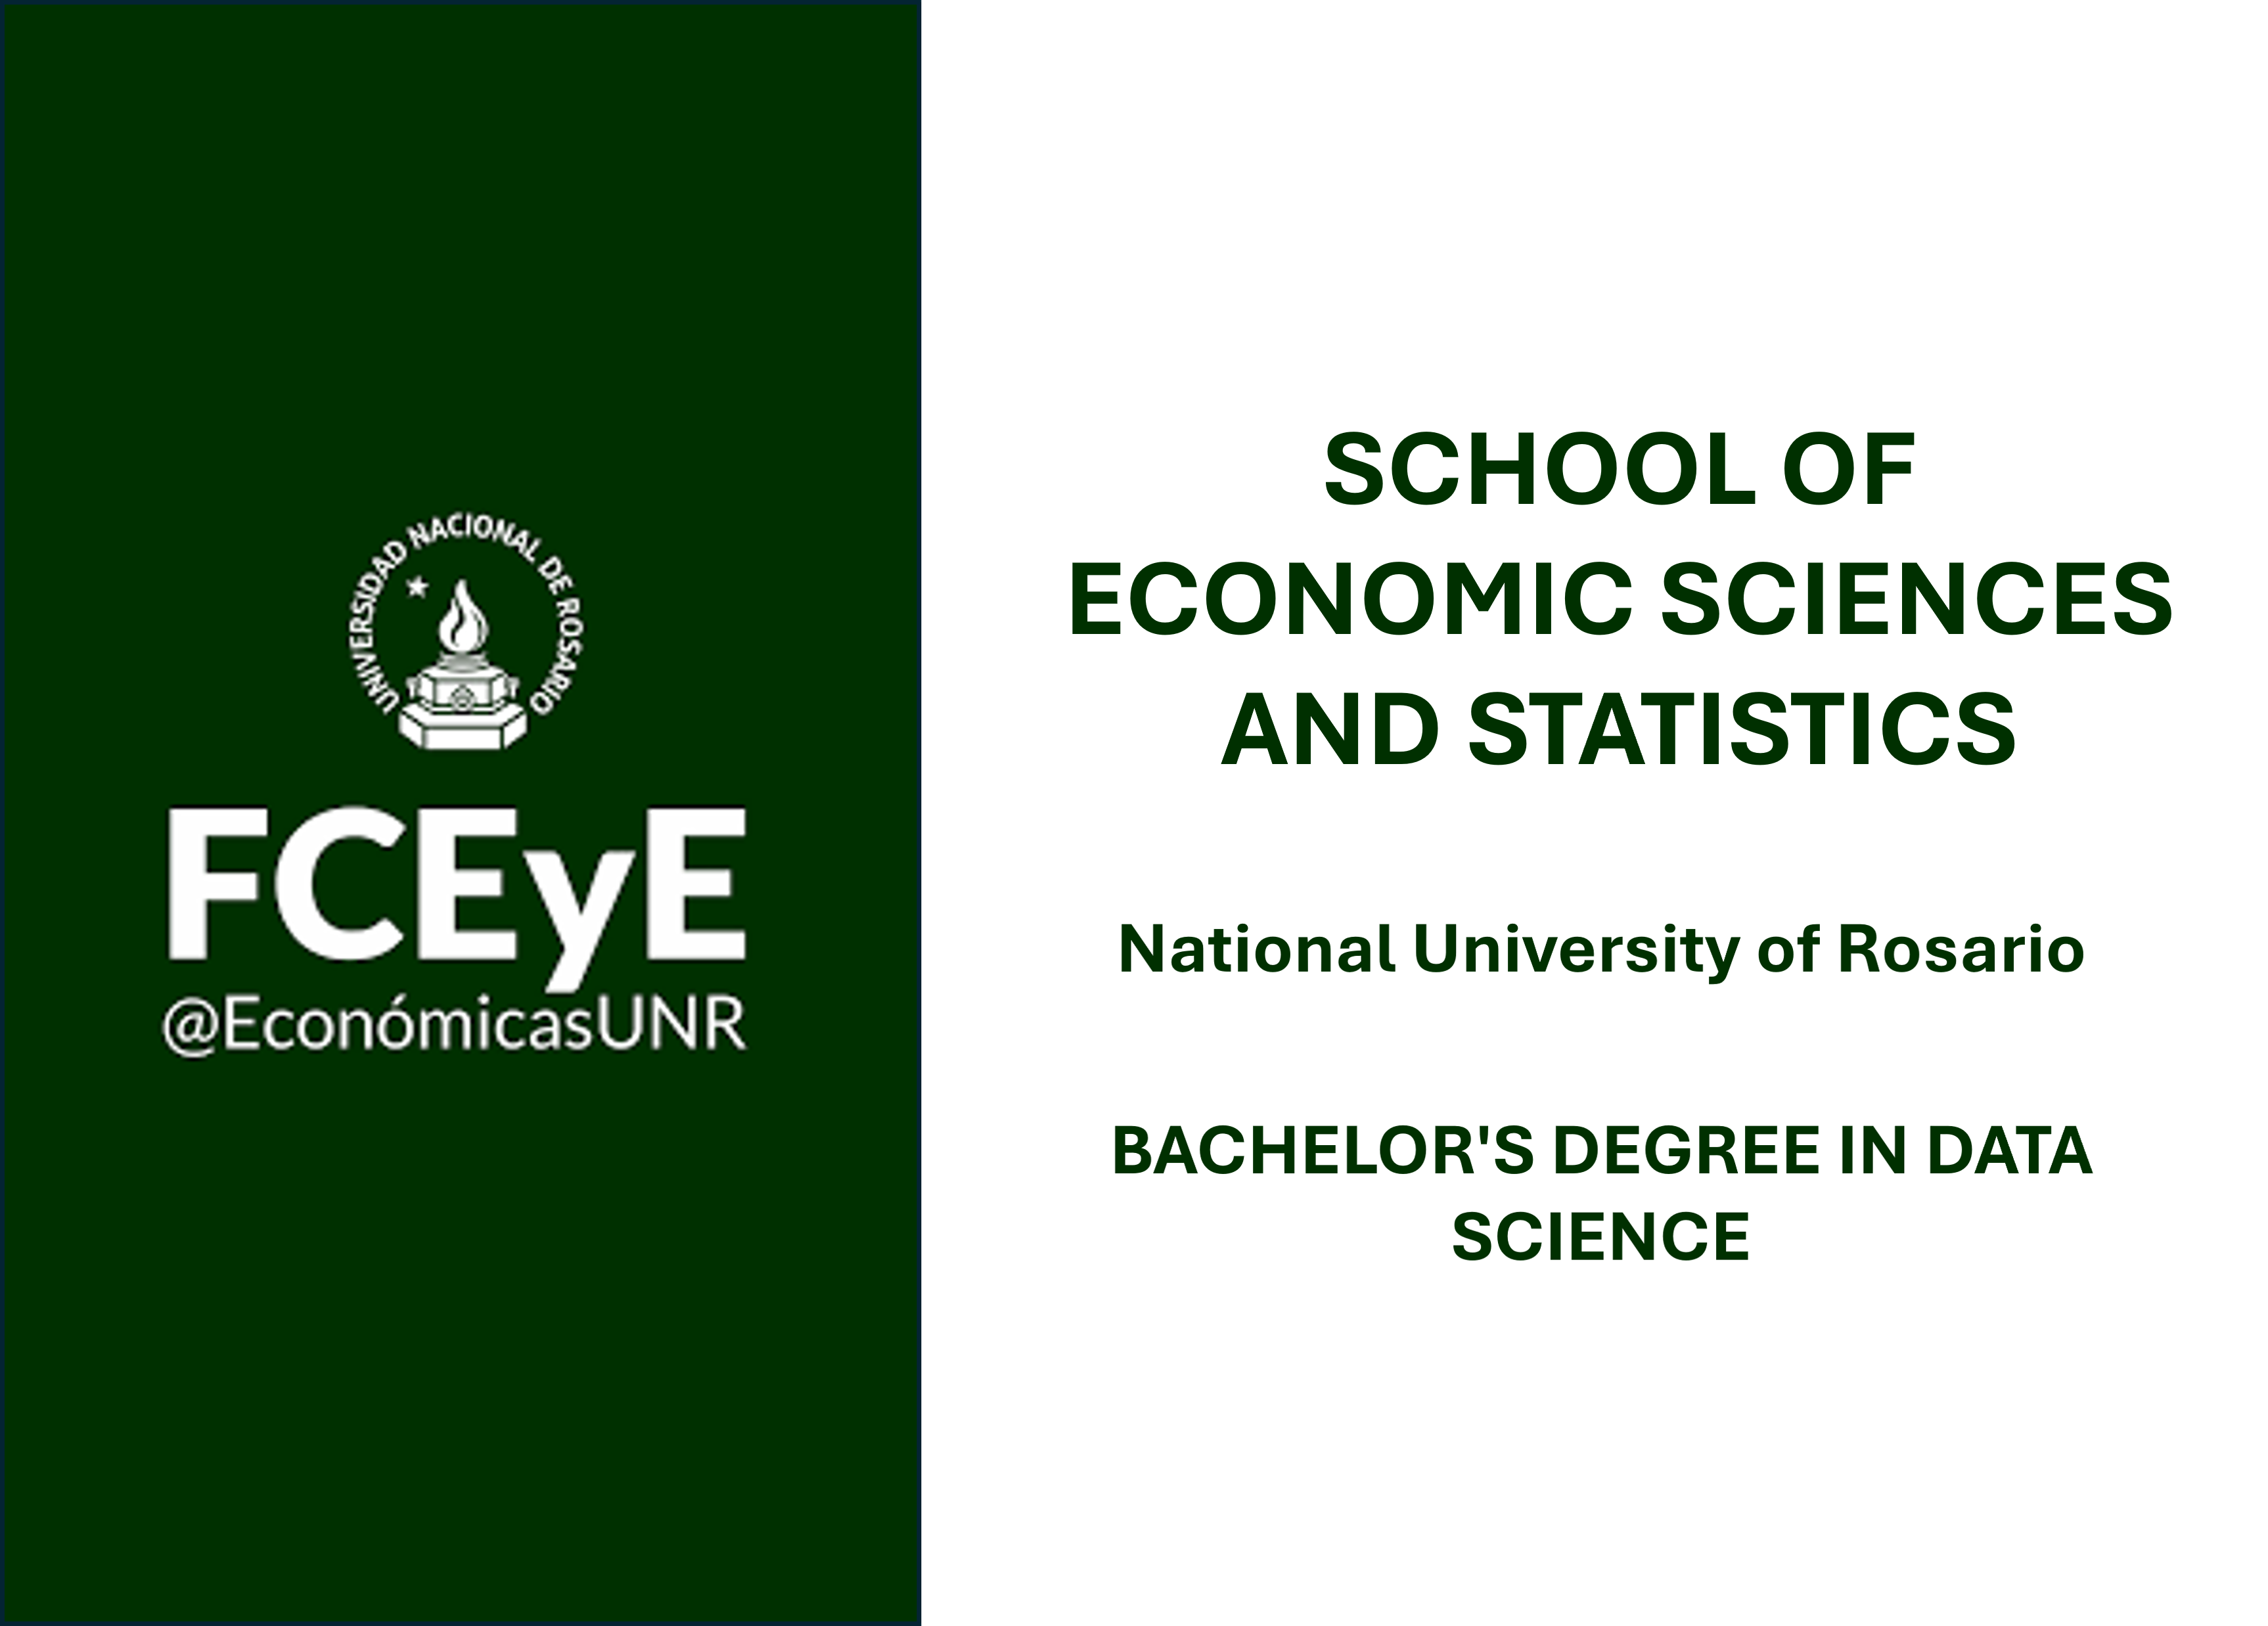 UNIVERSIDAD NACIONAL DE ROSARIO
FCEyE
@EconómicasUNR
SCHOOL OF
ECONOMIC SCIENCES
AND STATISTICS
National University of Rosario
BACHELOR'S DEGREE IN DATA
SCIENCE